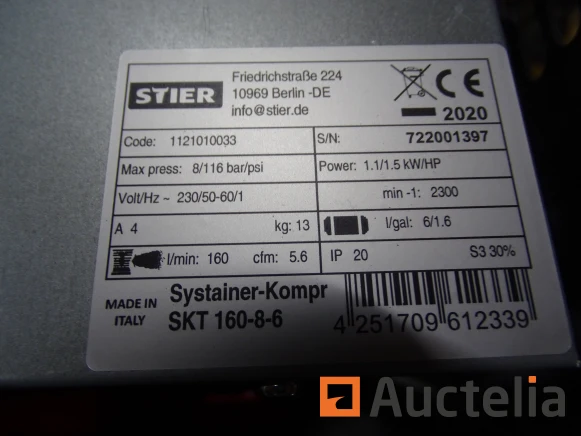 STIER
Friedrichstraße 224
10969 Berlin -DE
info@stier.de
CE
2020
Code: 1121010033
S/N: 722001397
Max press: 8/116 bar/psi
Power: 1.1/1.5 kW/HP
Volt/Hz ~ 230/50-60/1
min -1: 2300
A 4
kg: 13
l/gal: 6/1.6
l/min: 160
cfm: 5.6
IP 20
S3 30%
MADE IN
ITALY
Systainer-Kompr
SKT 160-8-6
4 251709 612339
Auctelia